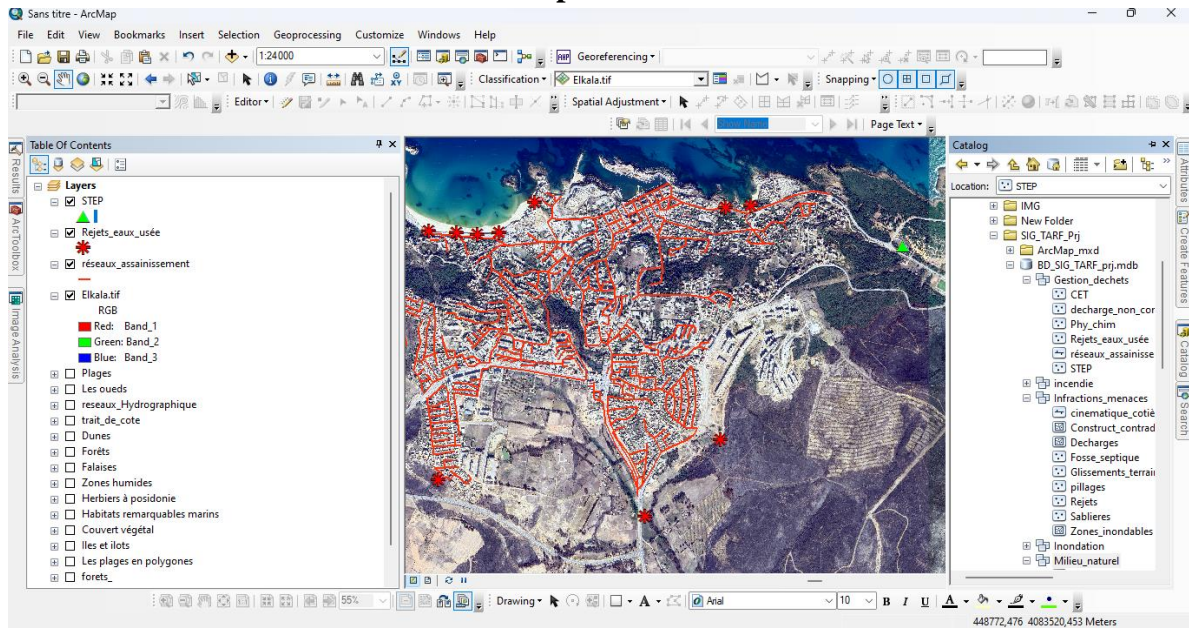 Sans titre - ArcMap
File Edit View Bookmarks Insert Selection Geoprocessing Customize Windows Help
1:24000 Georeferencing
Classification Elkala.tif Snapping
Editor Spatial Adjustment
Page Text
Table Of Contents
Layers
STEP
Rejets_eaux_usée
réseaux_assainissement
Elkala.tif
RGB
Red: Band_1
Green: Band_2
Blue: Band_3
Plages
Les oueds
reseaux_Hydrographique
trait_de_cote
Dunes
Forêts
Falaises
Zones humides
Herbiers à posidonie
Habitats remarquables marins
Couvert végétal
Iles et ilots
Les plages en polygones
forets_
Results
ArcToolbox
Image Analysis
Catalog
Location: STEP
IMG
New Folder
SIG_TARF_Prj
ArcMap_mxd
BD_SIG_TARF_prj.mdb
Gestion_dechets
CET
decharge_non_cor
Phy_chim
Rejets_eaux_usée
réseaux_assainisse
STEP
incendie
Infractions_menaces
cinematique_cotiè
Construct_contrad
Decharges
Fosse_septique
Glissements_terrain
pillages
Rejets
Sablieres
Zones_inondables
Inondation
Milieu_naturel
Attributes
Create Features
Catalog
Search
55% Drawing A Arial 10 B I U A
448772,476 4083520,453 Meters